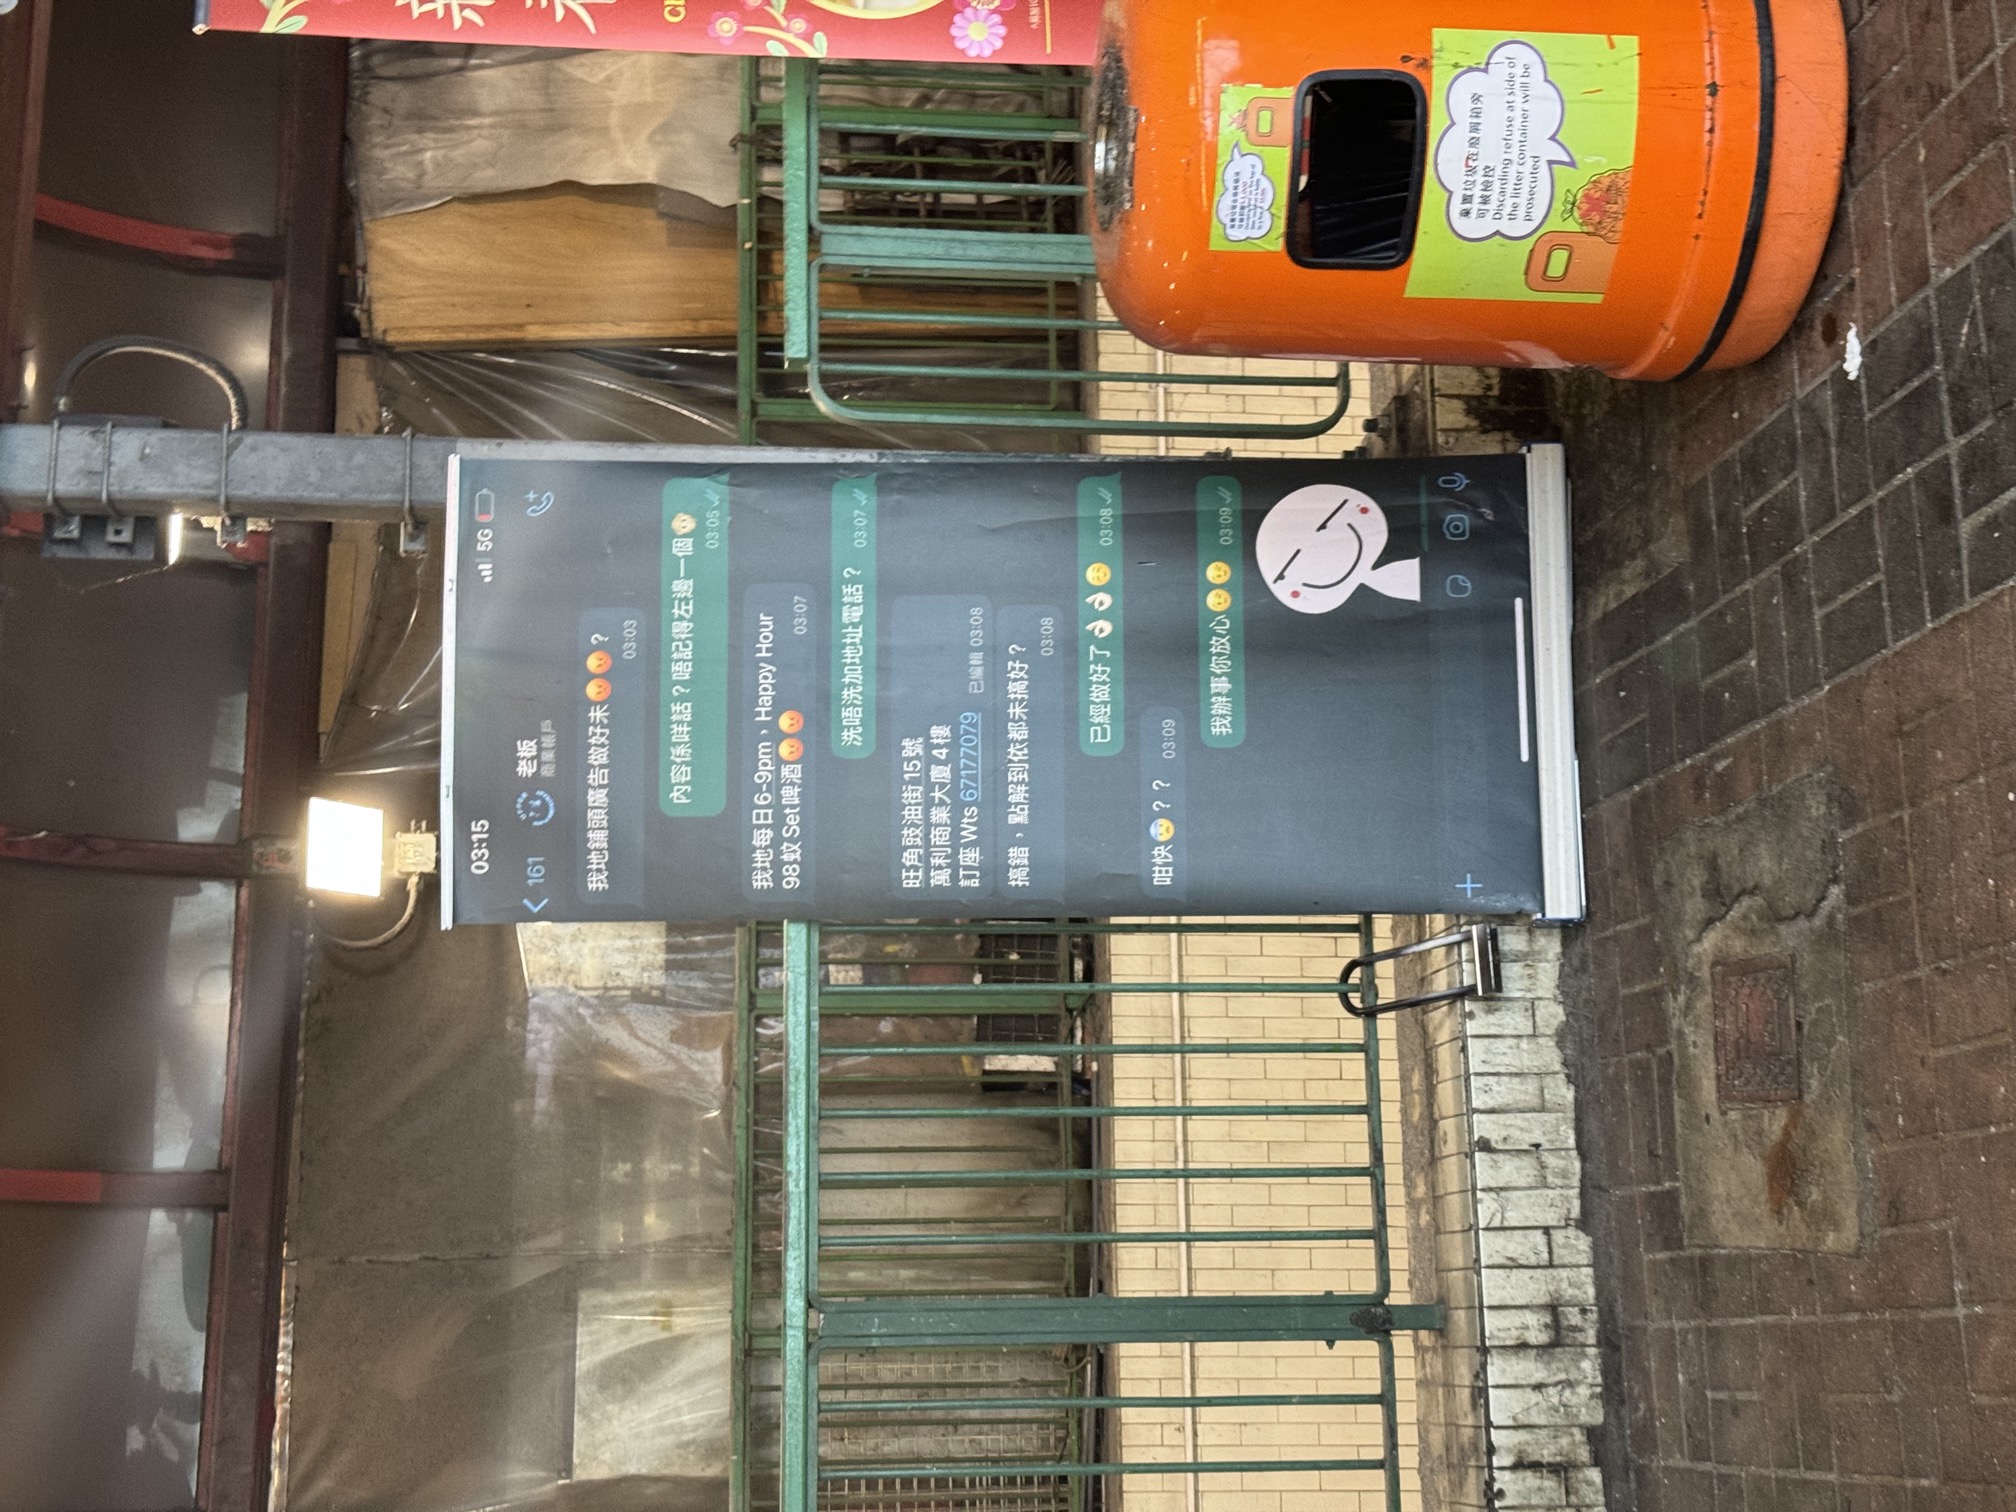 03:15
5G
161
老板
商業帳戶
我地鋪頭廣告做好未😡😡？
03:03
內容係咩話？唔記得左邊一個🐵
03:05
我地每日6-9pm，Happy Hour
98蚊Set啤酒😡😡
03:07
洗唔洗加地址電話？
03:07
旺角豉油街15號
萬利商業大廈4樓
訂座Wts 67177079
已編輯 03:08
搞錯，點解到依都未搞好？
03:08
已經做好了👌🏻👌🏻☺️
03:08
咁快😨？？
03:09
我辦事你放心😉😉
03:09
棄置垃圾在廢屑箱旁
可被檢控
Discarding refuse at side of
the litter container will be
prosecuted